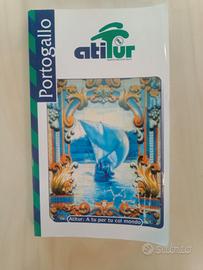 Portogallo
atiTur
Atitur: A tu per tu col mondo
Subito